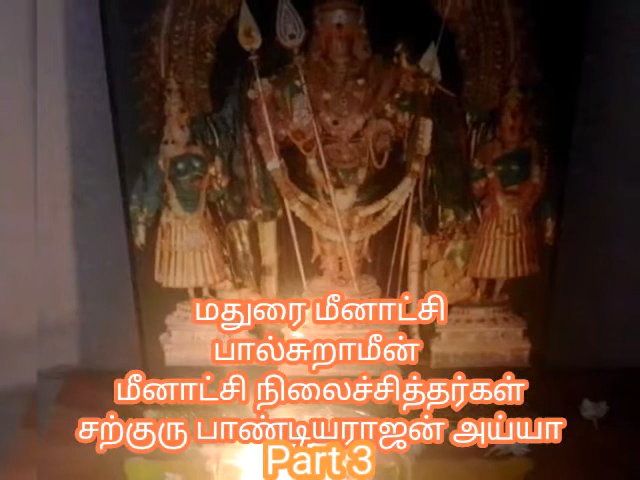 மதுரை மீனாட்சி
பால்சுறாமீன்
மீனாட்சி நிலைச்சித்தர்கள்
சற்குரு பாண்டியராஜன் அய்யா
Part 3